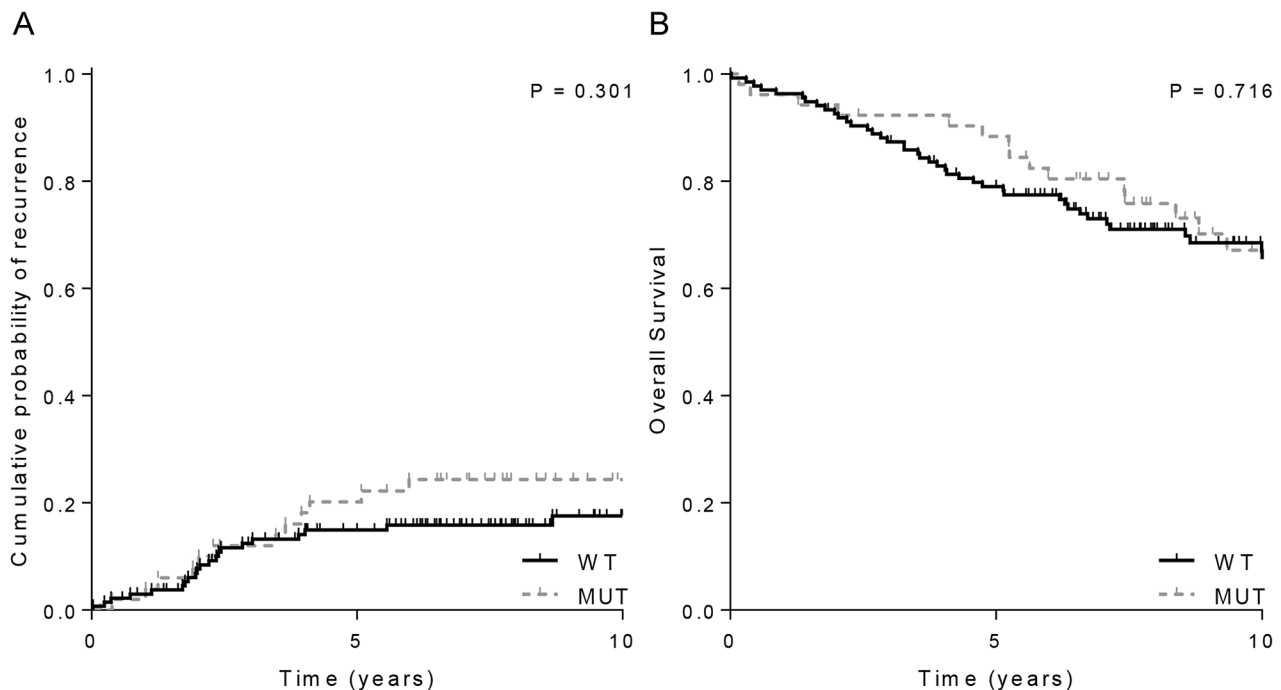 A
Cumulative probability of recurrence
1.0
0.8
0.6
0.4
0.2
0.0
P = 0.301
WT
MUT
0 5 10
Time (years)
B
Overall Survival
1.0
0.8
0.6
0.4
0.2
0.0
P = 0.716
WT
MUT
0 5 10
Time (years)